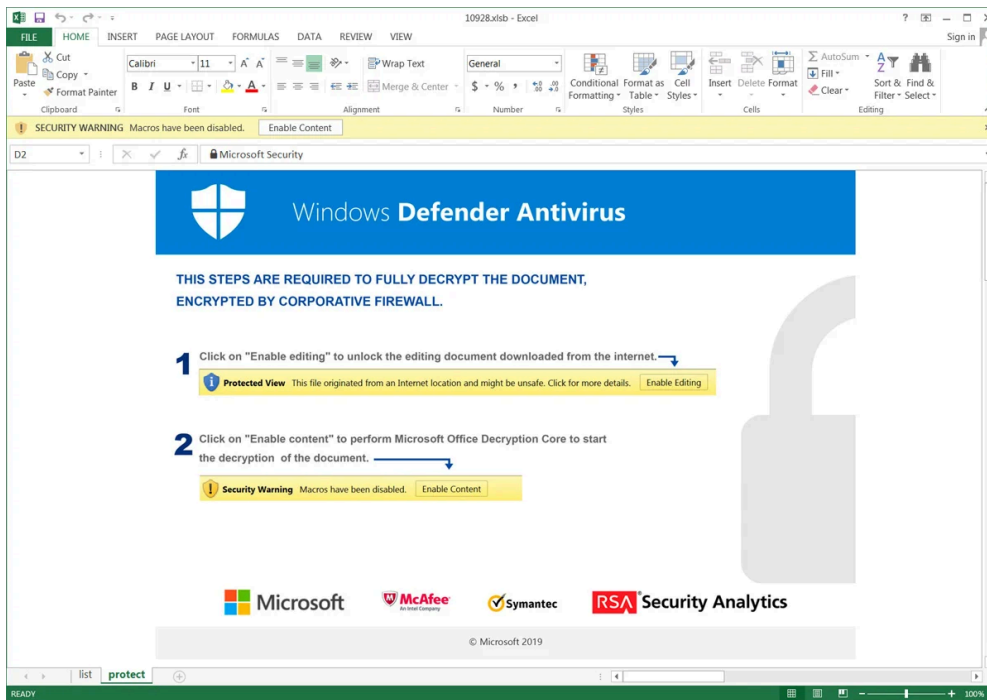 10928.xlsb - Excel
FILE HOME INSERT PAGE LAYOUT FORMULAS DATA REVIEW VIEW Sign in
Paste Cut Copy Format Painter
Calibri 11
B I U A
Wrap Text
Merge & Center
General
$ % ,
Conditional Formatting Format as Table Cell Styles
Insert Delete Format
AutoSum Fill Clear
Sort & Filter Find & Select
Clipboard Font Alignment Number Styles Cells Editing
SECURITY WARNING Macros have been disabled. Enable Content
D2 fx Microsoft Security
Windows Defender Antivirus
THIS STEPS ARE REQUIRED TO FULLY DECRYPT THE DOCUMENT,
ENCRYPTED BY CORPORATIVE FIREWALL.
1 Click on "Enable editing" to unlock the editing document downloaded from the internet.
Protected View This file originated from an Internet location and might be unsafe. Click for more details. Enable Editing
2 Click on "Enable content" to perform Microsoft Office Decryption Core to start
the decryption of the document.
Security Warning Macros have been disabled. Enable Content
Microsoft McAfee An Intel Company Symantec RSA Security Analytics
© Microsoft 2019
list protect
READY 100%